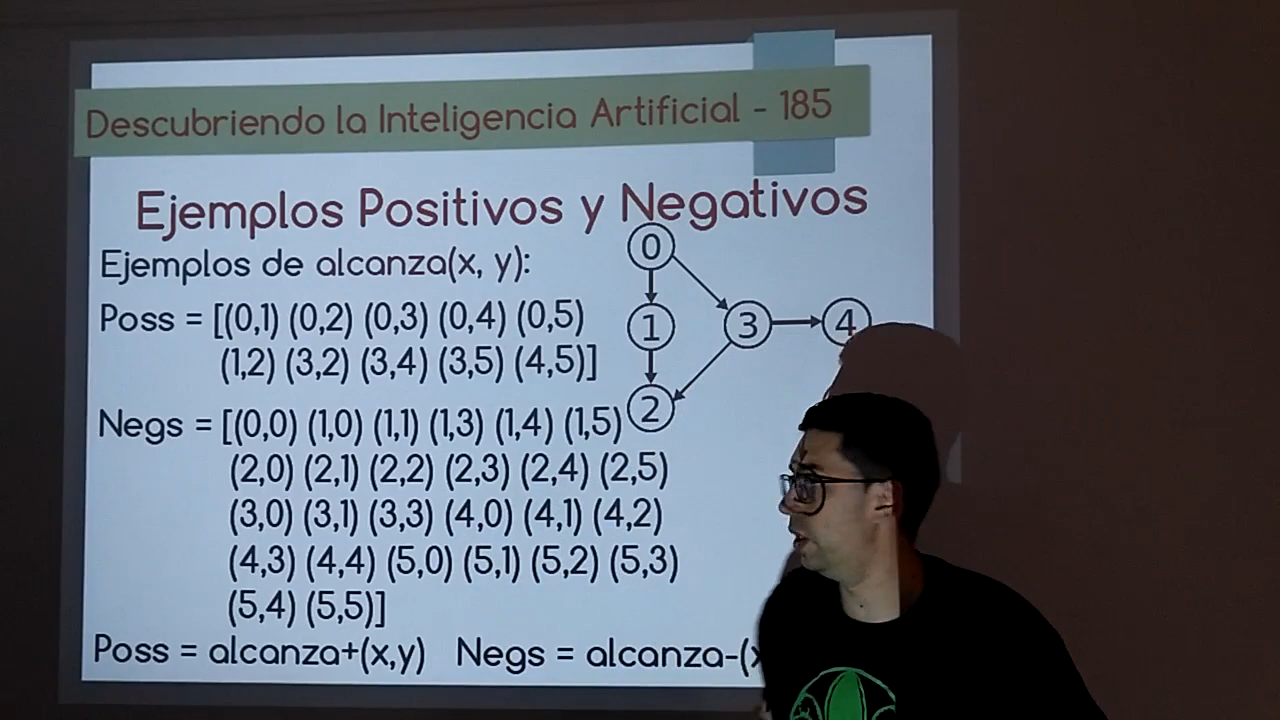 Descubriendo la Inteligencia Artificial - 185
Ejemplos Positivos y Negativos
Ejemplos de alcanza(x, y):
Poss = [(0,1) (0,2) (0,3) (0,4) (0,5)
(1,2) (3,2) (3,4) (3,5) (4,5)]
0
1
3
4
2
Negs = [(0,0) (1,0) (1,1) (1,3) (1,4) (1,5)
(2,0) (2,1) (2,2) (2,3) (2,4) (2,5)
(3,0) (3,1) (3,3) (4,0) (4,1) (4,2)
(4,3) (4,4) (5,0) (5,1) (5,2) (5,3)
(5,4) (5,5)]
Poss = alcanza+(x,y) Negs = alcanza-(